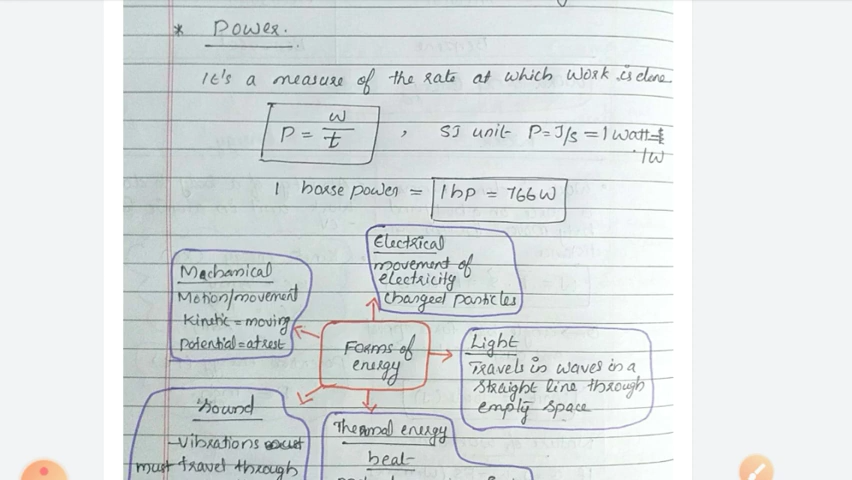 * Power.
It's a measure of the rate at which work is done
P = w/t , SI unit- P=J/s = 1 watt=
1W
1 horse power = 1hp = 766W
Electrical
movement of
electricity
charged particles
Mechanical
Motion/movement
Kinetic = moving
Potential = at rest
Forms of
energy
Light
Travels in waves in a
straight line through
empty space
Sound
-Vibrations
must travel through
Thermal energy
heat-